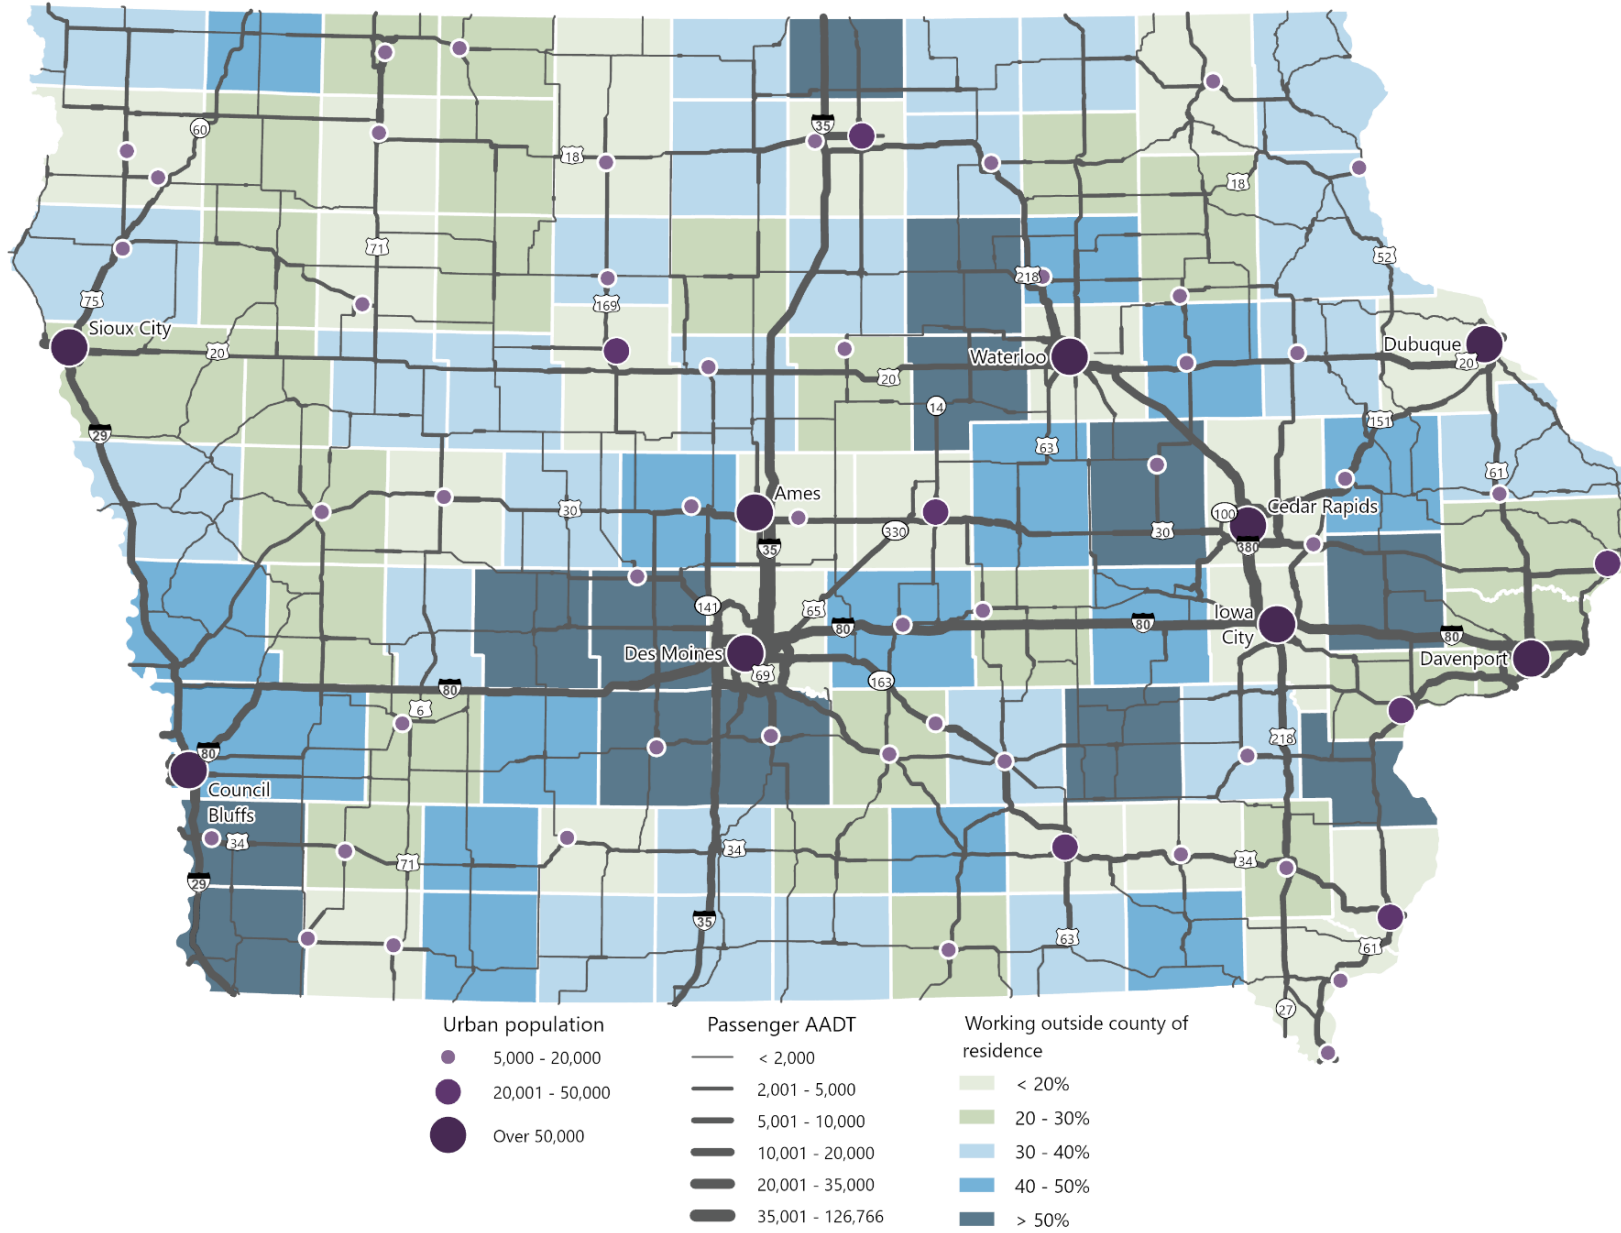 35
60
18
18
71
52
218
75
169
Sioux City
20
Waterloo
Dubuque
20
20
14
151
29
63
61
Ames
30
100
Cedar Rapids
330
30
35
380
141
65
80
80
Iowa
City
80
Des Moines
69
Davenport
163
80
6
218
80
Council
Bluffs
34
71
34
34
29
35
63
61
27
Urban population
5,000 - 20,000
20,001 - 50,000
Over 50,000
Passenger AADT
< 2,000
2,001 - 5,000
5,001 - 10,000
10,001 - 20,000
20,001 - 35,000
35,001 - 126,766
Working outside county of
residence
< 20%
20 - 30%
30 - 40%
40 - 50%
> 50%